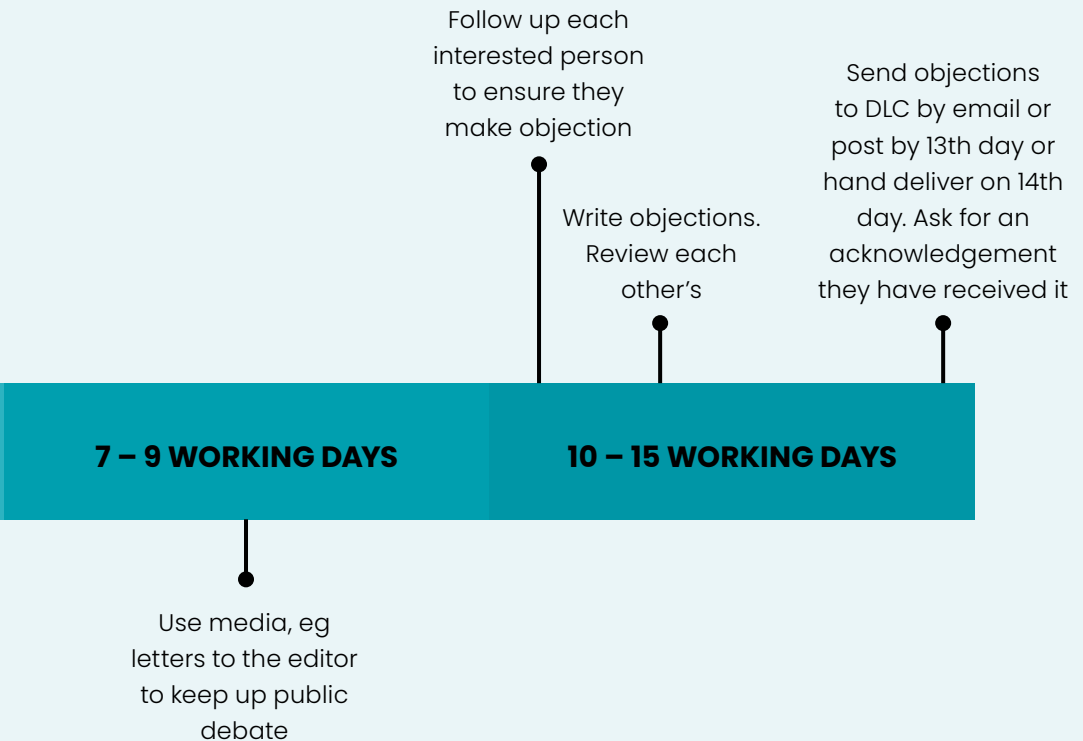 Follow up each
interested person
to ensure they
make objection
Write objections.
Review each
other's
Send objections
to DLC by email or
post by 13th day or
hand deliver on 14th
day. Ask for an
acknowledgement
they have received it
7 – 9 WORKING DAYS
10 – 15 WORKING DAYS
Use media, eg
letters to the editor
to keep up public
debate